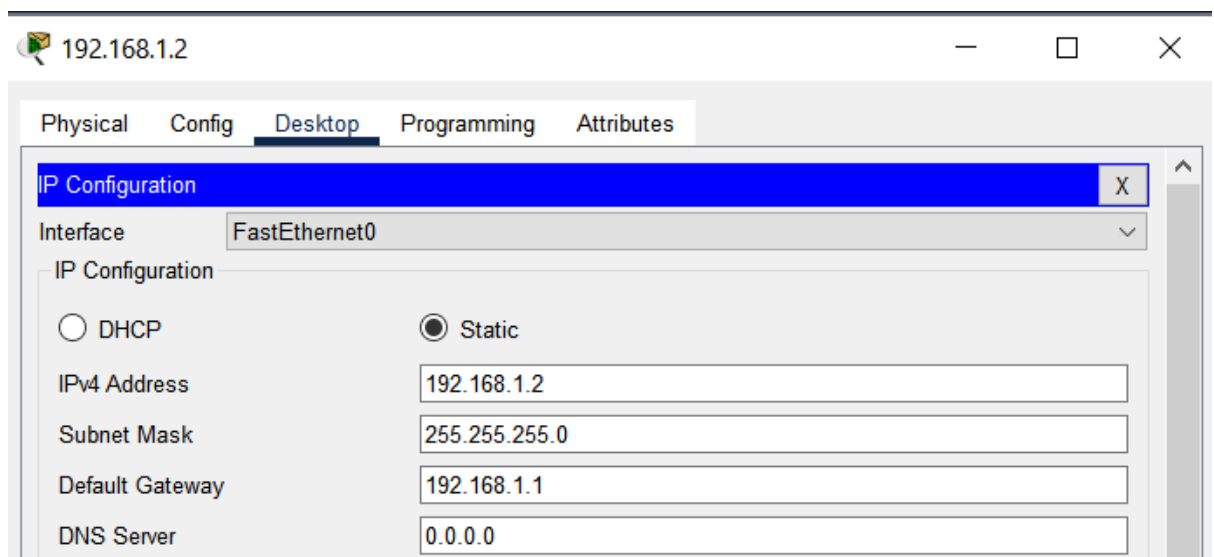 192.168.1.2
Physical Config Desktop Programming Attributes
IP Configuration X
Interface FastEthernet0
IP Configuration
DHCP Static
IPv4 Address 192.168.1.2
Subnet Mask 255.255.255.0
Default Gateway 192.168.1.1
DNS Server 0.0.0.0